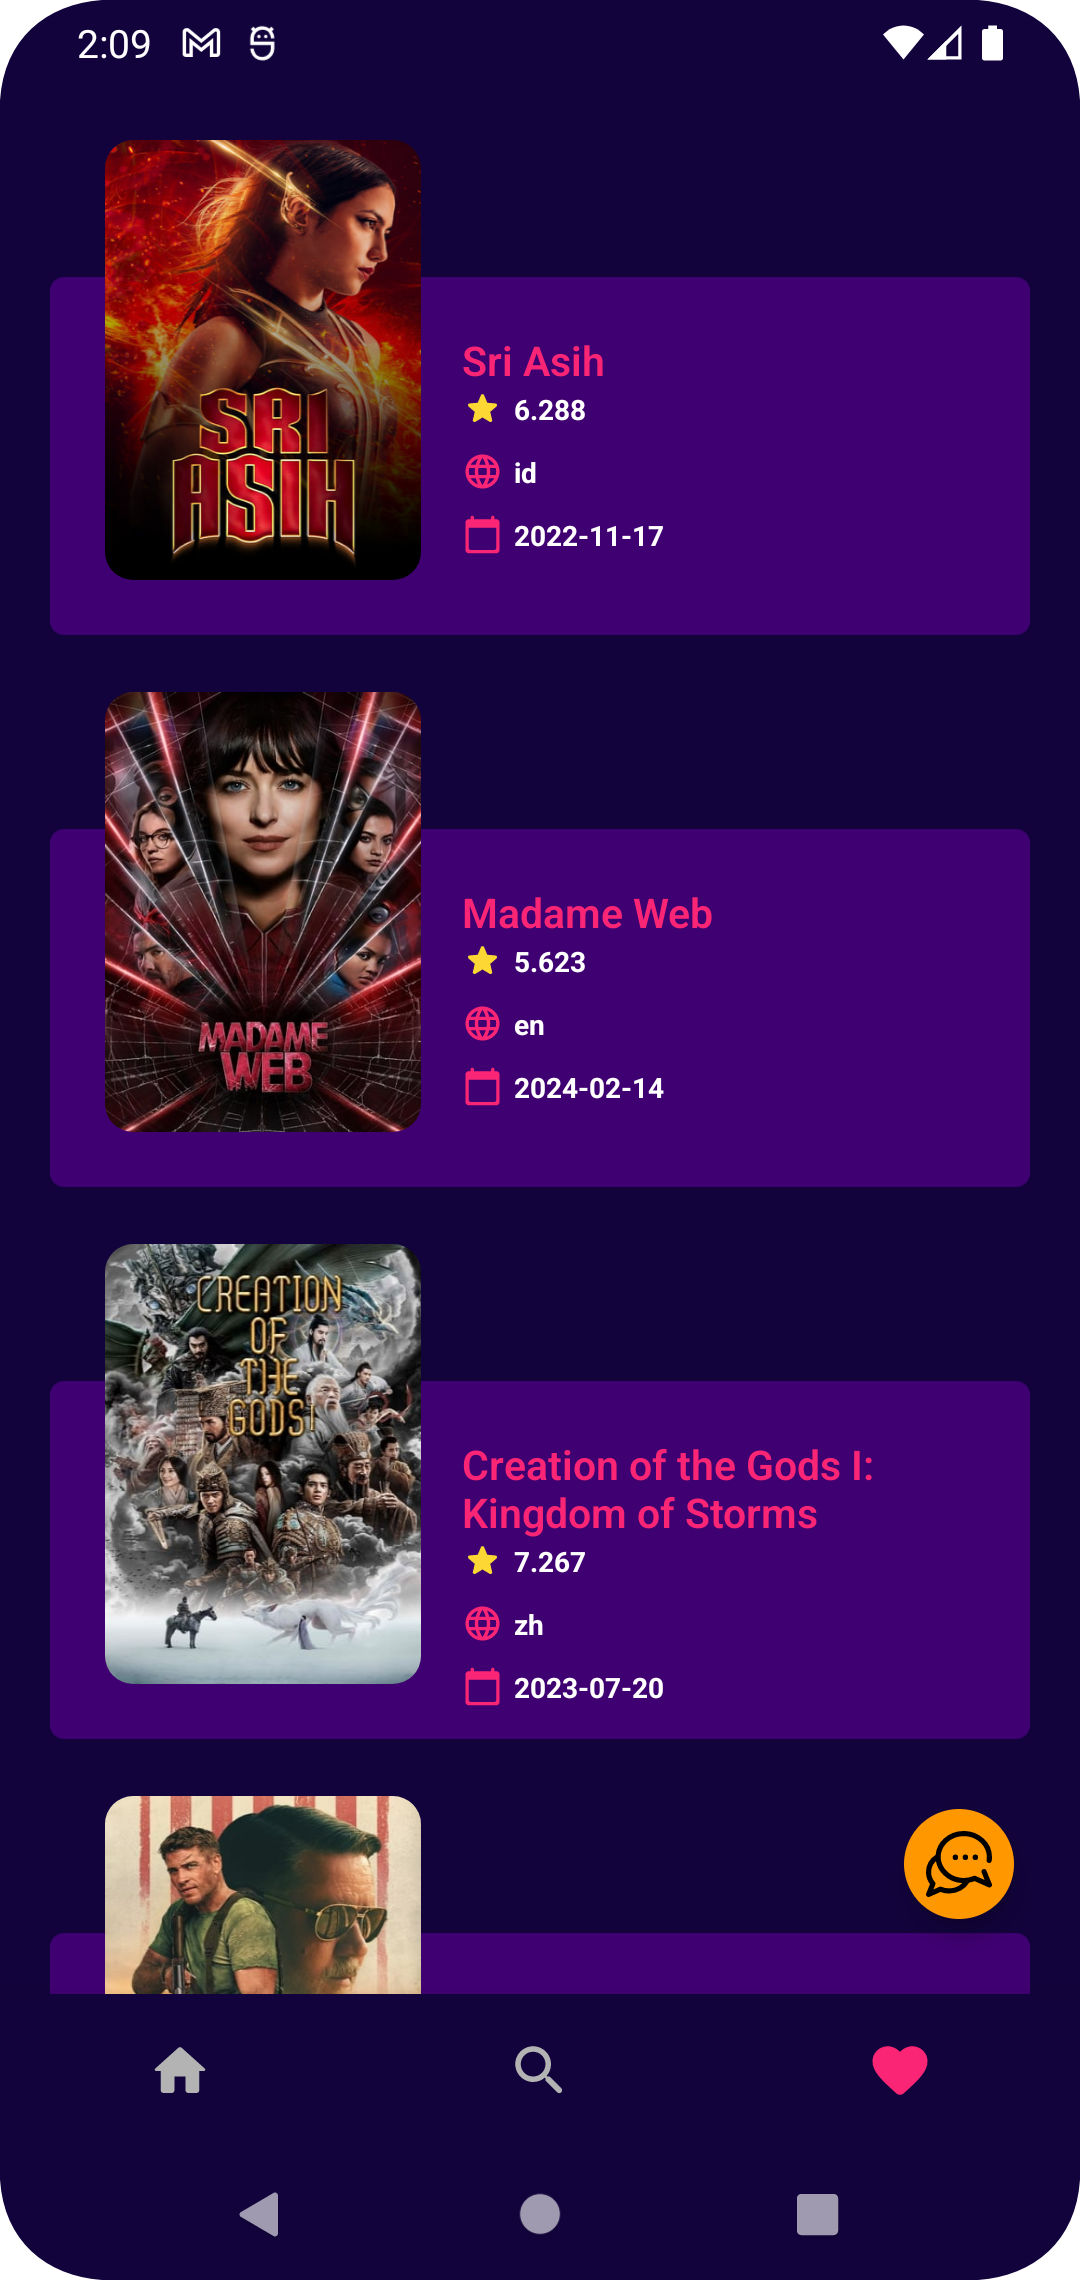 2:09
SRI
ASIH
Sri Asih
6.288
id
2022-11-17
MADAME
WEB
Madame Web
5.623
en
2024-02-14
CREATION
OF
THE
GODS I
Creation of the Gods I:
Kingdom of Storms
7.267
zh
2023-07-20